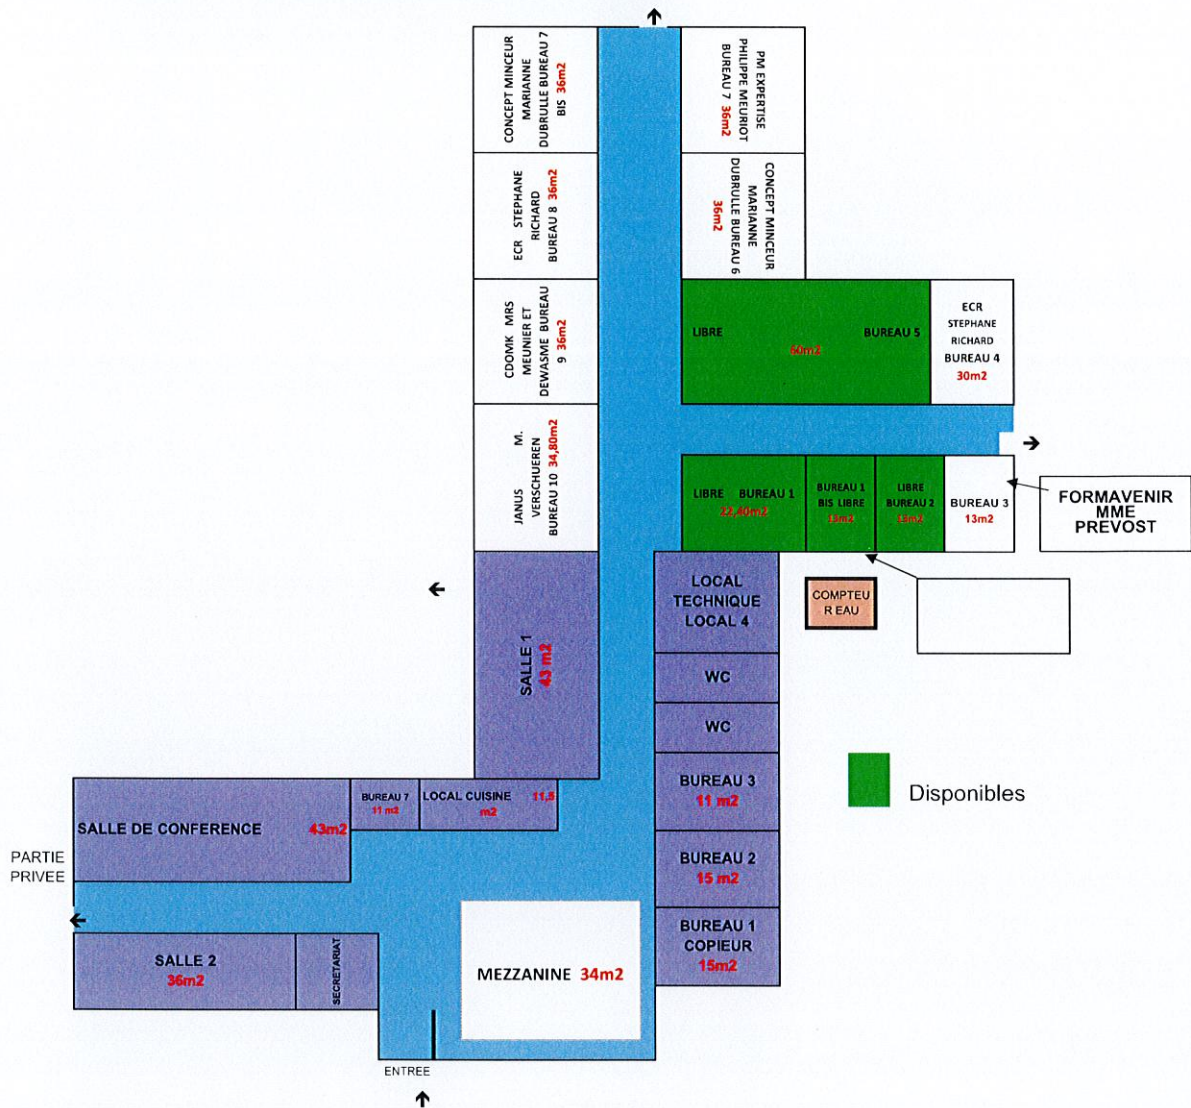 CONCEPT MINCEUR
MARIANNE
DUBRULLE BUREAU 7
BIS 36m2
PM EXPERTISE
PHILIPPE MEURIOT
BUREAU 7 36m2
ECR STEPHANE
RICHARD
BUREAU 8 36m2
CONCEPT MINCEUR
MARIANNE
DUBRULLE BUREAU 6
36m2
CDOMK MRS
MEUNIER ET
DEWASME BUREAU
9 36m2
LIBRE BUREAU 5
60m2
ECR
STEPHANE
RICHARD
BUREAU 4
30m2
JANUS M.
VERSCHUEREN
BUREAU 10 34,80m2
LIBRE BUREAU 1
22,40m2
BUREAU 1
BIS LIBRE
13m2
LIBRE
BUREAU 2
BUREAU 3
13m2
FORMAVENIR
MME
PREVOST
SALLE 1
43 m2
LOCAL
TECHNIQUE
LOCAL 4
COMPTEU
R EAU
WC
WC
BUREAU 3
11 m2
Disponibles
SALLE DE CONFERENCE 43m2
BUREAU 7
11 m2
LOCAL CUISINE 11,5
m2
PARTIE
PRIVEE
BUREAU 2
15 m2
BUREAU 1
COPIEUR
15m2
SALLE 2
36m2
SECRETARIAT
MEZZANINE 34m2
ENTREE